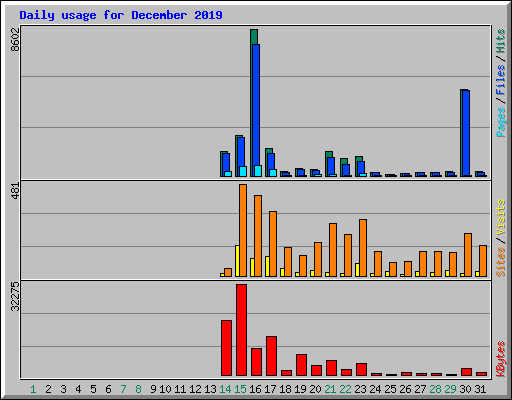 Daily usage for December 2019
8602
Pages / Files / Hits
481
Sites / Visits
32275
KBytes
1 2 3 4 5 6 7 8 9 10 11 12 13 14 15 16 17 18 19 20 21 22 23 24 25 26 27 28 29 30 31